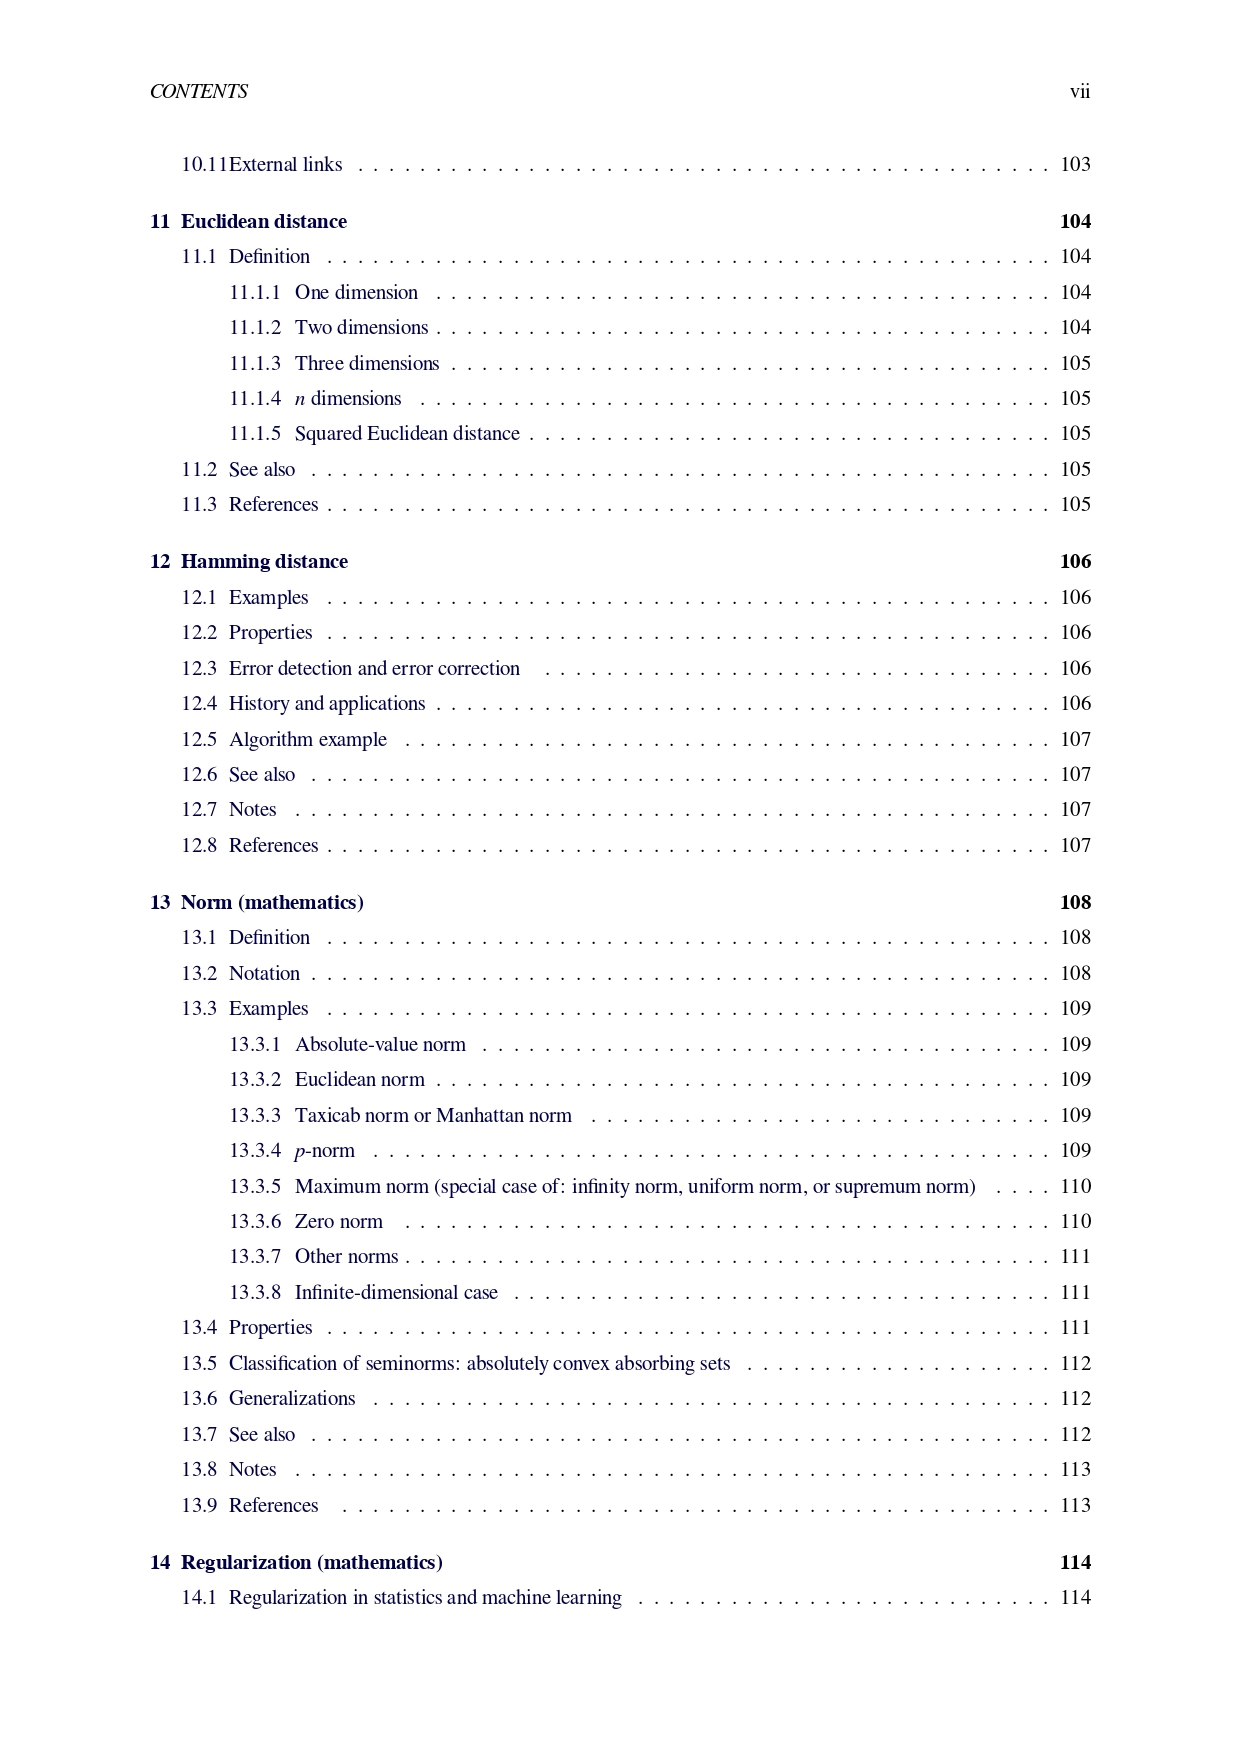 CONTENTS vii
10.11External links . . . . . . . . . . . . . . . . . . . . . . . . . . . . . . . . . . . . . . . . . . . . . 103
11 Euclidean distance 104
11.1 Definition . . . . . . . . . . . . . . . . . . . . . . . . . . . . . . . . . . . . . . . . . . . . . . . 104
11.1.1 One dimension . . . . . . . . . . . . . . . . . . . . . . . . . . . . . . . . . . . . . . . . 104
11.1.2 Two dimensions . . . . . . . . . . . . . . . . . . . . . . . . . . . . . . . . . . . . . . . . 104
11.1.3 Three dimensions . . . . . . . . . . . . . . . . . . . . . . . . . . . . . . . . . . . . . . . 105
11.1.4 n dimensions . . . . . . . . . . . . . . . . . . . . . . . . . . . . . . . . . . . . . . . . . 105
11.1.5 Squared Euclidean distance . . . . . . . . . . . . . . . . . . . . . . . . . . . . . . . . . . 105
11.2 See also . . . . . . . . . . . . . . . . . . . . . . . . . . . . . . . . . . . . . . . . . . . . . . . . 105
11.3 References . . . . . . . . . . . . . . . . . . . . . . . . . . . . . . . . . . . . . . . . . . . . . . . 105
12 Hamming distance 106
12.1 Examples . . . . . . . . . . . . . . . . . . . . . . . . . . . . . . . . . . . . . . . . . . . . . . . 106
12.2 Properties . . . . . . . . . . . . . . . . . . . . . . . . . . . . . . . . . . . . . . . . . . . . . . . 106
12.3 Error detection and error correction . . . . . . . . . . . . . . . . . . . . . . . . . . . . . . . . . 106
12.4 History and applications . . . . . . . . . . . . . . . . . . . . . . . . . . . . . . . . . . . . . . . . 106
12.5 Algorithm example . . . . . . . . . . . . . . . . . . . . . . . . . . . . . . . . . . . . . . . . . . 107
12.6 See also . . . . . . . . . . . . . . . . . . . . . . . . . . . . . . . . . . . . . . . . . . . . . . . . 107
12.7 Notes . . . . . . . . . . . . . . . . . . . . . . . . . . . . . . . . . . . . . . . . . . . . . . . . . 107
12.8 References . . . . . . . . . . . . . . . . . . . . . . . . . . . . . . . . . . . . . . . . . . . . . . . 107
13 Norm (mathematics) 108
13.1 Definition . . . . . . . . . . . . . . . . . . . . . . . . . . . . . . . . . . . . . . . . . . . . . . . 108
13.2 Notation . . . . . . . . . . . . . . . . . . . . . . . . . . . . . . . . . . . . . . . . . . . . . . . . 108
13.3 Examples . . . . . . . . . . . . . . . . . . . . . . . . . . . . . . . . . . . . . . . . . . . . . . . 109
13.3.1 Absolute-value norm . . . . . . . . . . . . . . . . . . . . . . . . . . . . . . . . . . . . . 109
13.3.2 Euclidean norm . . . . . . . . . . . . . . . . . . . . . . . . . . . . . . . . . . . . . . . . 109
13.3.3 Taxicab norm or Manhattan norm . . . . . . . . . . . . . . . . . . . . . . . . . . . . . . 109
13.3.4 p-norm . . . . . . . . . . . . . . . . . . . . . . . . . . . . . . . . . . . . . . . . . . . . 109
13.3.5 Maximum norm (special case of: infinity norm, uniform norm, or supremum norm) . . . . 110
13.3.6 Zero norm . . . . . . . . . . . . . . . . . . . . . . . . . . . . . . . . . . . . . . . . . . 110
13.3.7 Other norms . . . . . . . . . . . . . . . . . . . . . . . . . . . . . . . . . . . . . . . . . . 111
13.3.8 Infinite-dimensional case . . . . . . . . . . . . . . . . . . . . . . . . . . . . . . . . . . . 111
13.4 Properties . . . . . . . . . . . . . . . . . . . . . . . . . . . . . . . . . . . . . . . . . . . . . . . 111
13.5 Classification of seminorms: absolutely convex absorbing sets . . . . . . . . . . . . . . . . . . . . 112
13.6 Generalizations . . . . . . . . . . . . . . . . . . . . . . . . . . . . . . . . . . . . . . . . . . . . 112
13.7 See also . . . . . . . . . . . . . . . . . . . . . . . . . . . . . . . . . . . . . . . . . . . . . . . . 112
13.8 Notes . . . . . . . . . . . . . . . . . . . . . . . . . . . . . . . . . . . . . . . . . . . . . . . . . 113
13.9 References . . . . . . . . . . . . . . . . . . . . . . . . . . . . . . . . . . . . . . . . . . . . . . 113
14 Regularization (mathematics) 114
14.1 Regularization in statistics and machine learning . . . . . . . . . . . . . . . . . . . . . . . . . . . 114